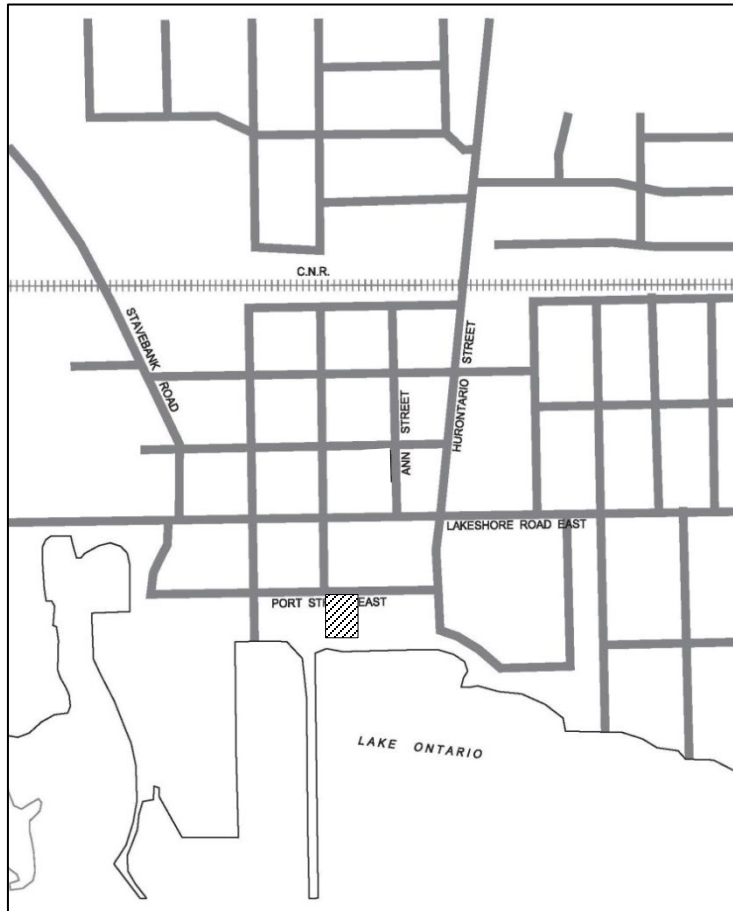 C.N.R.
STAVEBANK ROAD
ANN STREET
HURONTARIO STREET
LAKESHORE ROAD EAST
PORT ST EAST
LAKE ONTARIO